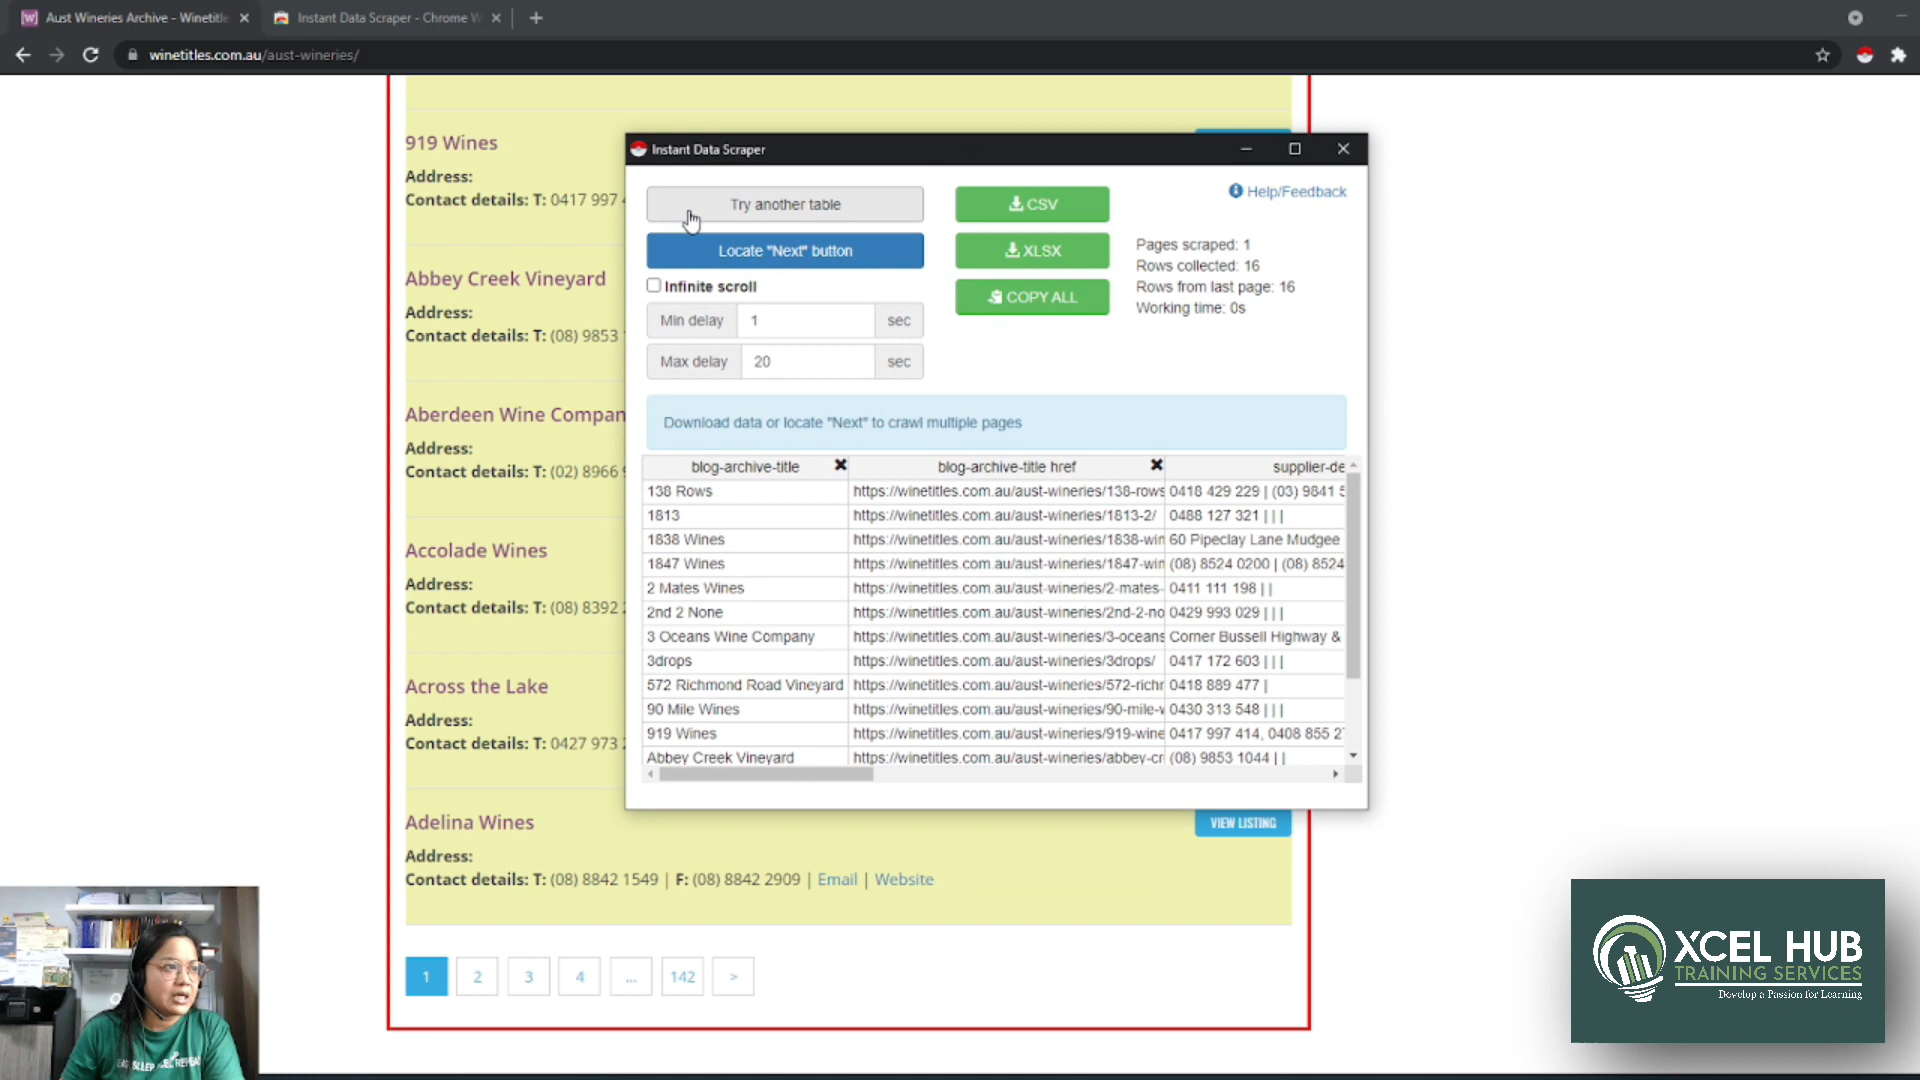 Aust Wineries Archive - Winetitle
Instant Data Scraper - Chrome W
winetitles.com.au/aust-wineries/
919 Wines
Address:
Contact details: T: 0417 997
Abbey Creek Vineyard
Address:
Contact details: T: (08) 9853
Aberdeen Wine Compan
Address:
Contact details: T: (02) 8966
Accolade Wines
Address:
Contact details: T: (08) 8392
Across the Lake
Address:
Contact details: T: 0427 973
Adelina Wines
VIEW LISTING
Address:
Contact details: T: (08) 8842 1549 | F: (08) 8842 2909 | Email | Website
1 2 3 4 ... 142 >
Instant Data Scraper
Try another table
Locate "Next" button
Infinite scroll
Min delay 1 sec
Max delay 20 sec
CSV
XLSX
COPY ALL
Help/Feedback
Pages scraped: 1
Rows collected: 16
Rows from last page: 16
Working time: 0s
Download data or locate "Next" to crawl multiple pages
blog-archive-title blog-archive-title href supplier-de
138 Rows https://winetitles.com.au/aust-wineries/138-rows 0418 429 229 | (03) 9841 5
1813 https://winetitles.com.au/aust-wineries/1813-2/ 0488 127 321 | | |
1838 Wines https://winetitles.com.au/aust-wineries/1838-win 60 Pipeclay Lane Mudgee
1847 Wines https://winetitles.com.au/aust-wineries/1847-win (08) 8524 0200 | (08) 8524
2 Mates Wines https://winetitles.com.au/aust-wineries/2-mates- 0411 111 198 | |
2nd 2 None https://winetitles.com.au/aust-wineries/2nd-2-no 0429 993 029 | | |
3 Oceans Wine Company https://winetitles.com.au/aust-wineries/3-oceans Corner Bussell Highway &
3drops https://winetitles.com.au/aust-wineries/3drops/ 0417 172 603 | | |
572 Richmond Road Vineyard https://winetitles.com.au/aust-wineries/572-richr 0418 889 477 |
90 Mile Wines https://winetitles.com.au/aust-wineries/90-mile-v 0430 313 548 | | |
919 Wines https://winetitles.com.au/aust-wineries/919-wine 0417 997 414, 0408 855 27
Abbey Creek Vineyard https://winetitles.com.au/aust-wineries/abbey-cr (08) 9853 1044 | |
XCEL HUB
TRAINING SERVICES
Develop a Passion for Learning